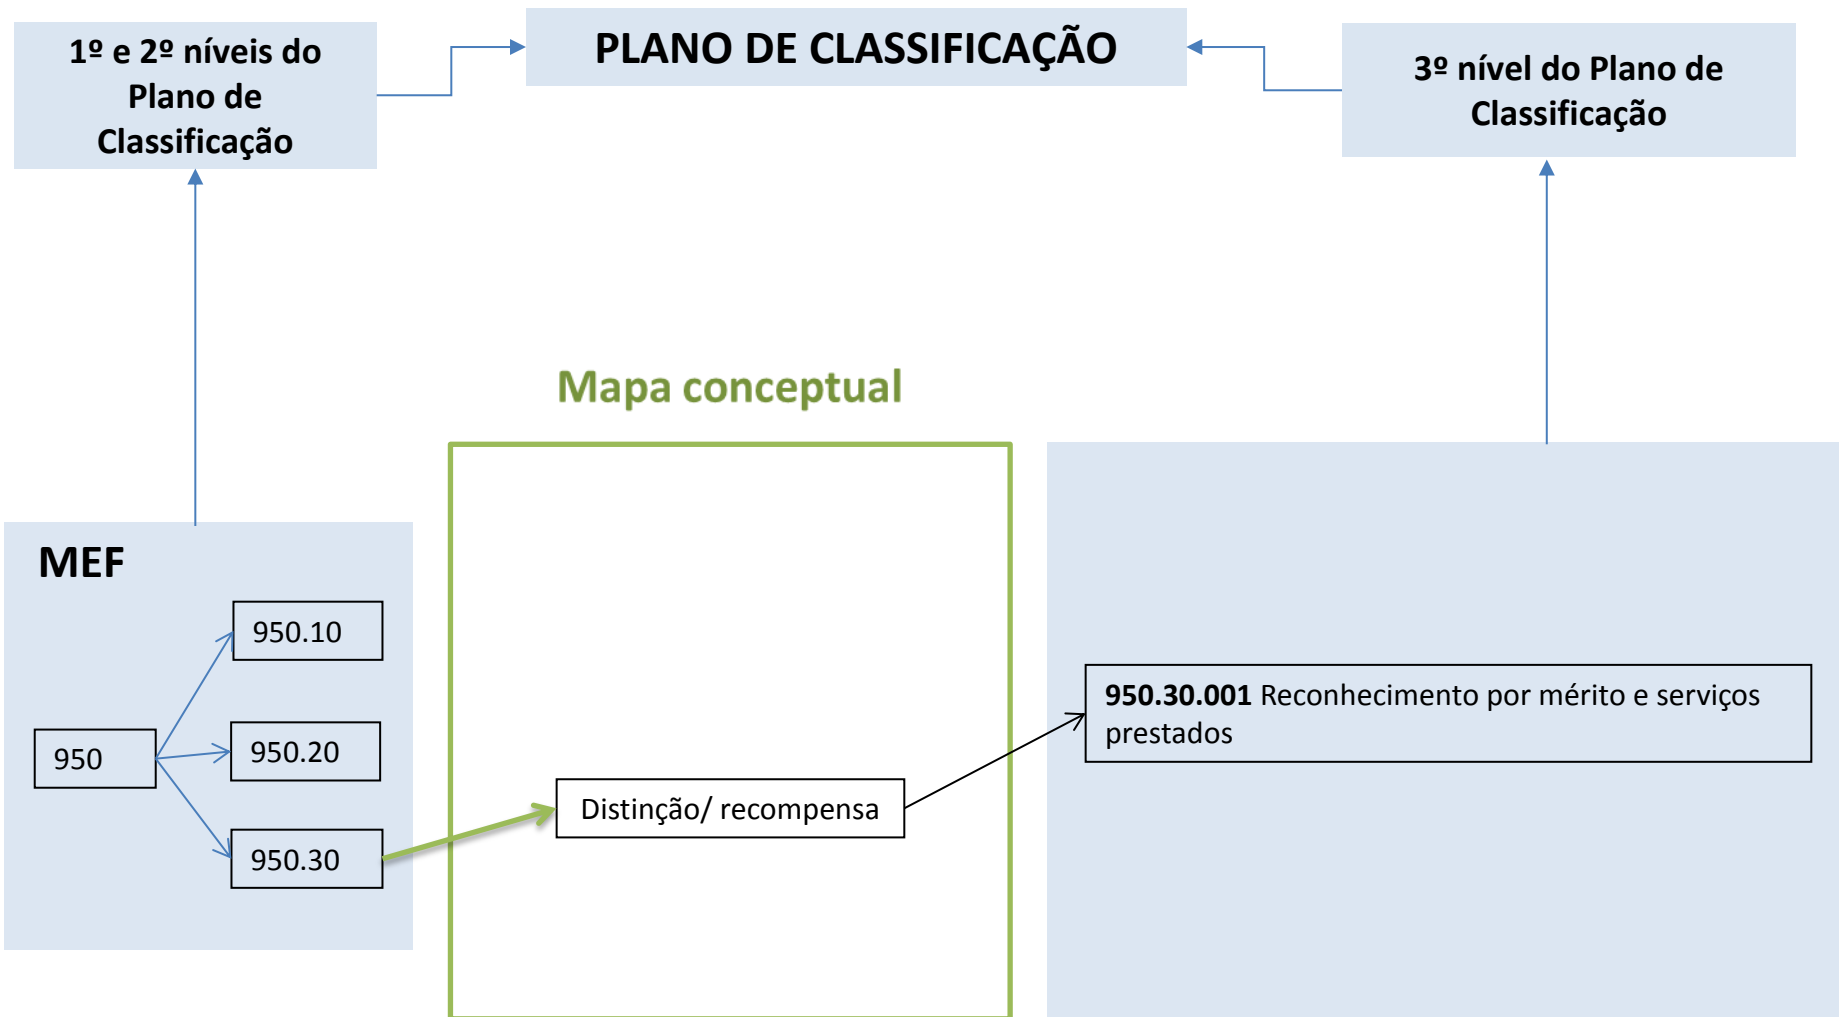 1º e 2º níveis do
Plano de
Classificação
PLANO DE CLASSIFICAÇÃO
3º nível do Plano de
Classificação
Mapa conceptual
MEF
950.10
950
950.20
950.30
Distinção/ recompensa
950.30.001 Reconhecimento por mérito e serviços
prestados